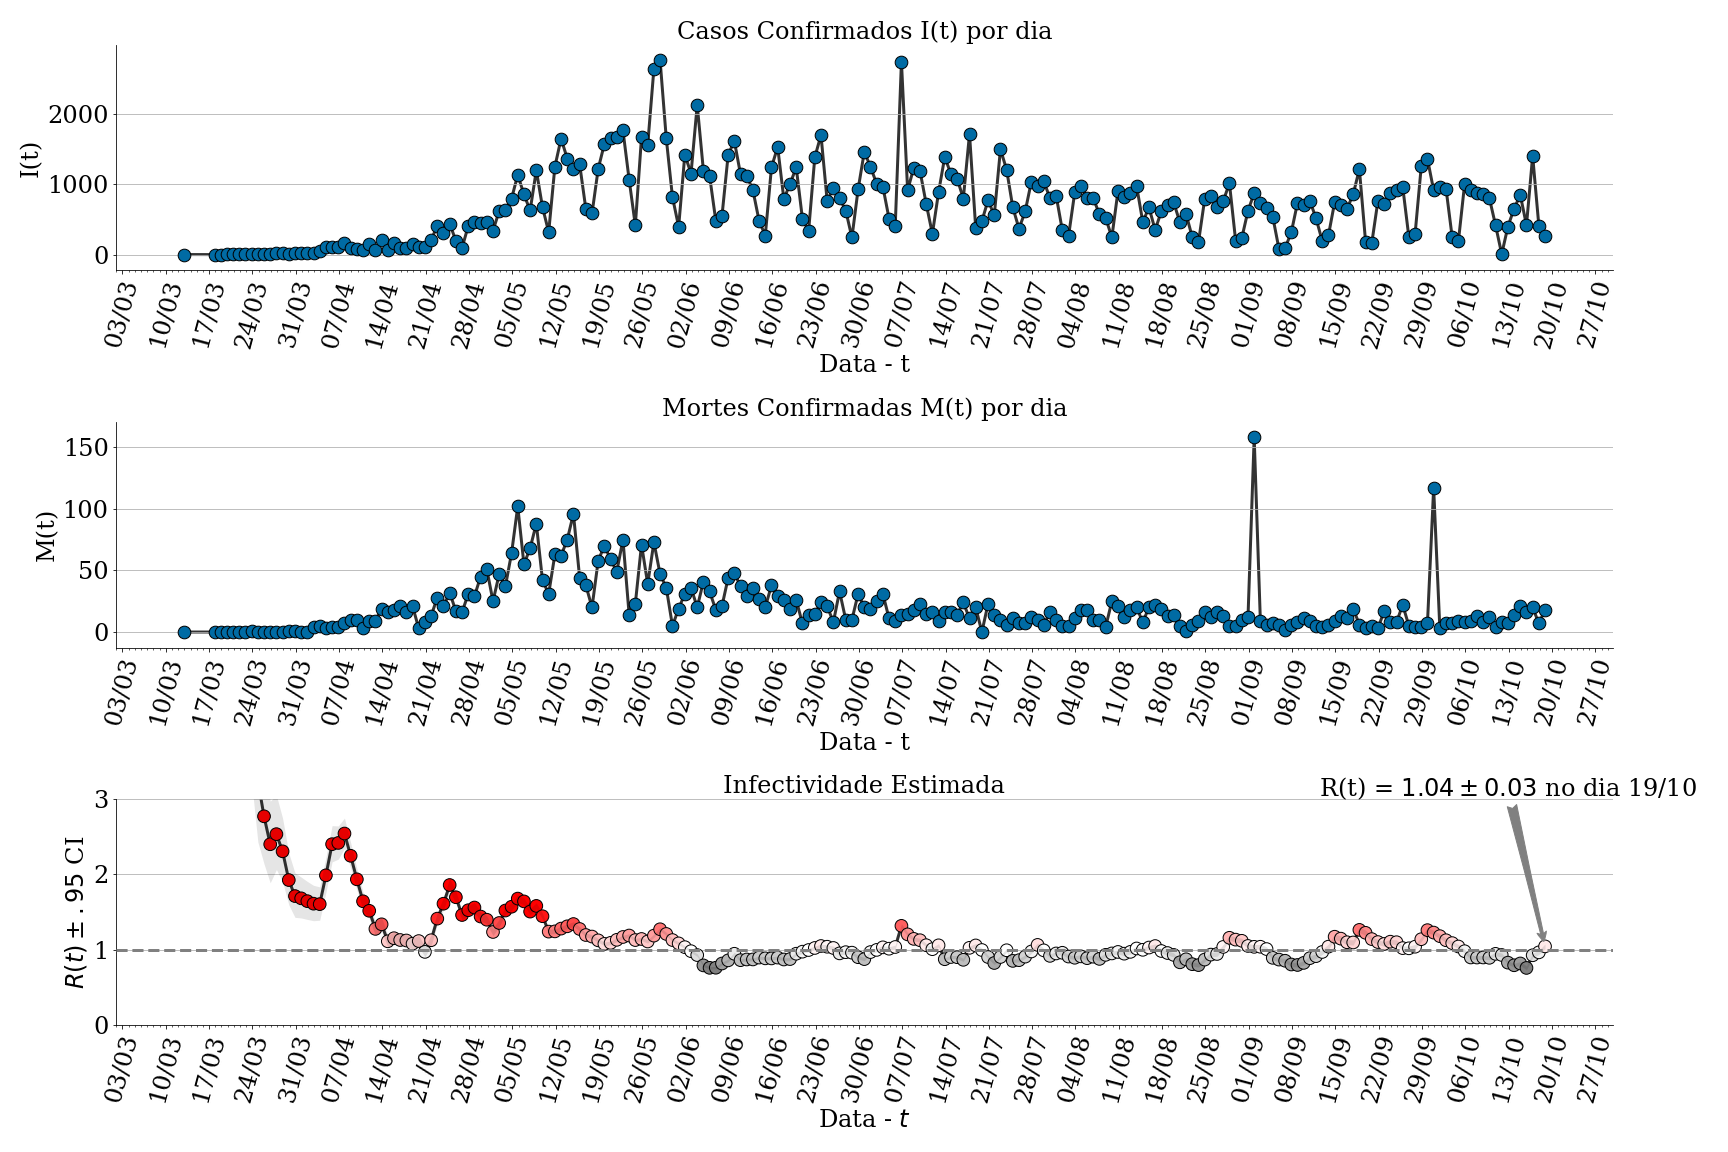 Casos Confirmados I(t) por dia
I(t)
2000
1000
0
03/03 10/03 17/03 24/03 31/03 07/04 14/04 21/04 28/04 05/05 12/05 19/05 26/05 02/06 09/06 16/06 23/06 30/06 07/07 14/07 21/07 28/07 04/08 11/08 18/08 25/08 01/09 08/09 15/09 22/09 29/09 06/10 13/10 20/10 27/10
Data - t
Mortes Confirmadas M(t) por dia
M(t)
150
100
50
0
03/03 10/03 17/03 24/03 31/03 07/04 14/04 21/04 28/04 05/05 12/05 19/05 26/05 02/06 09/06 16/06 23/06 30/06 07/07 14/07 21/07 28/07 04/08 11/08 18/08 25/08 01/09 08/09 15/09 22/09 29/09 06/10 13/10 20/10 27/10
Data - t
Infectividade Estimada
R(t) = 1.04 ± 0.03 no dia 19/10
R(t) ± .95 CI
3
2
1
0
03/03 10/03 17/03 24/03 31/03 07/04 14/04 21/04 28/04 05/05 12/05 19/05 26/05 02/06 09/06 16/06 23/06 30/06 07/07 14/07 21/07 28/07 04/08 11/08 18/08 25/08 01/09 08/09 15/09 22/09 29/09 06/10 13/10 20/10 27/10
Data - t